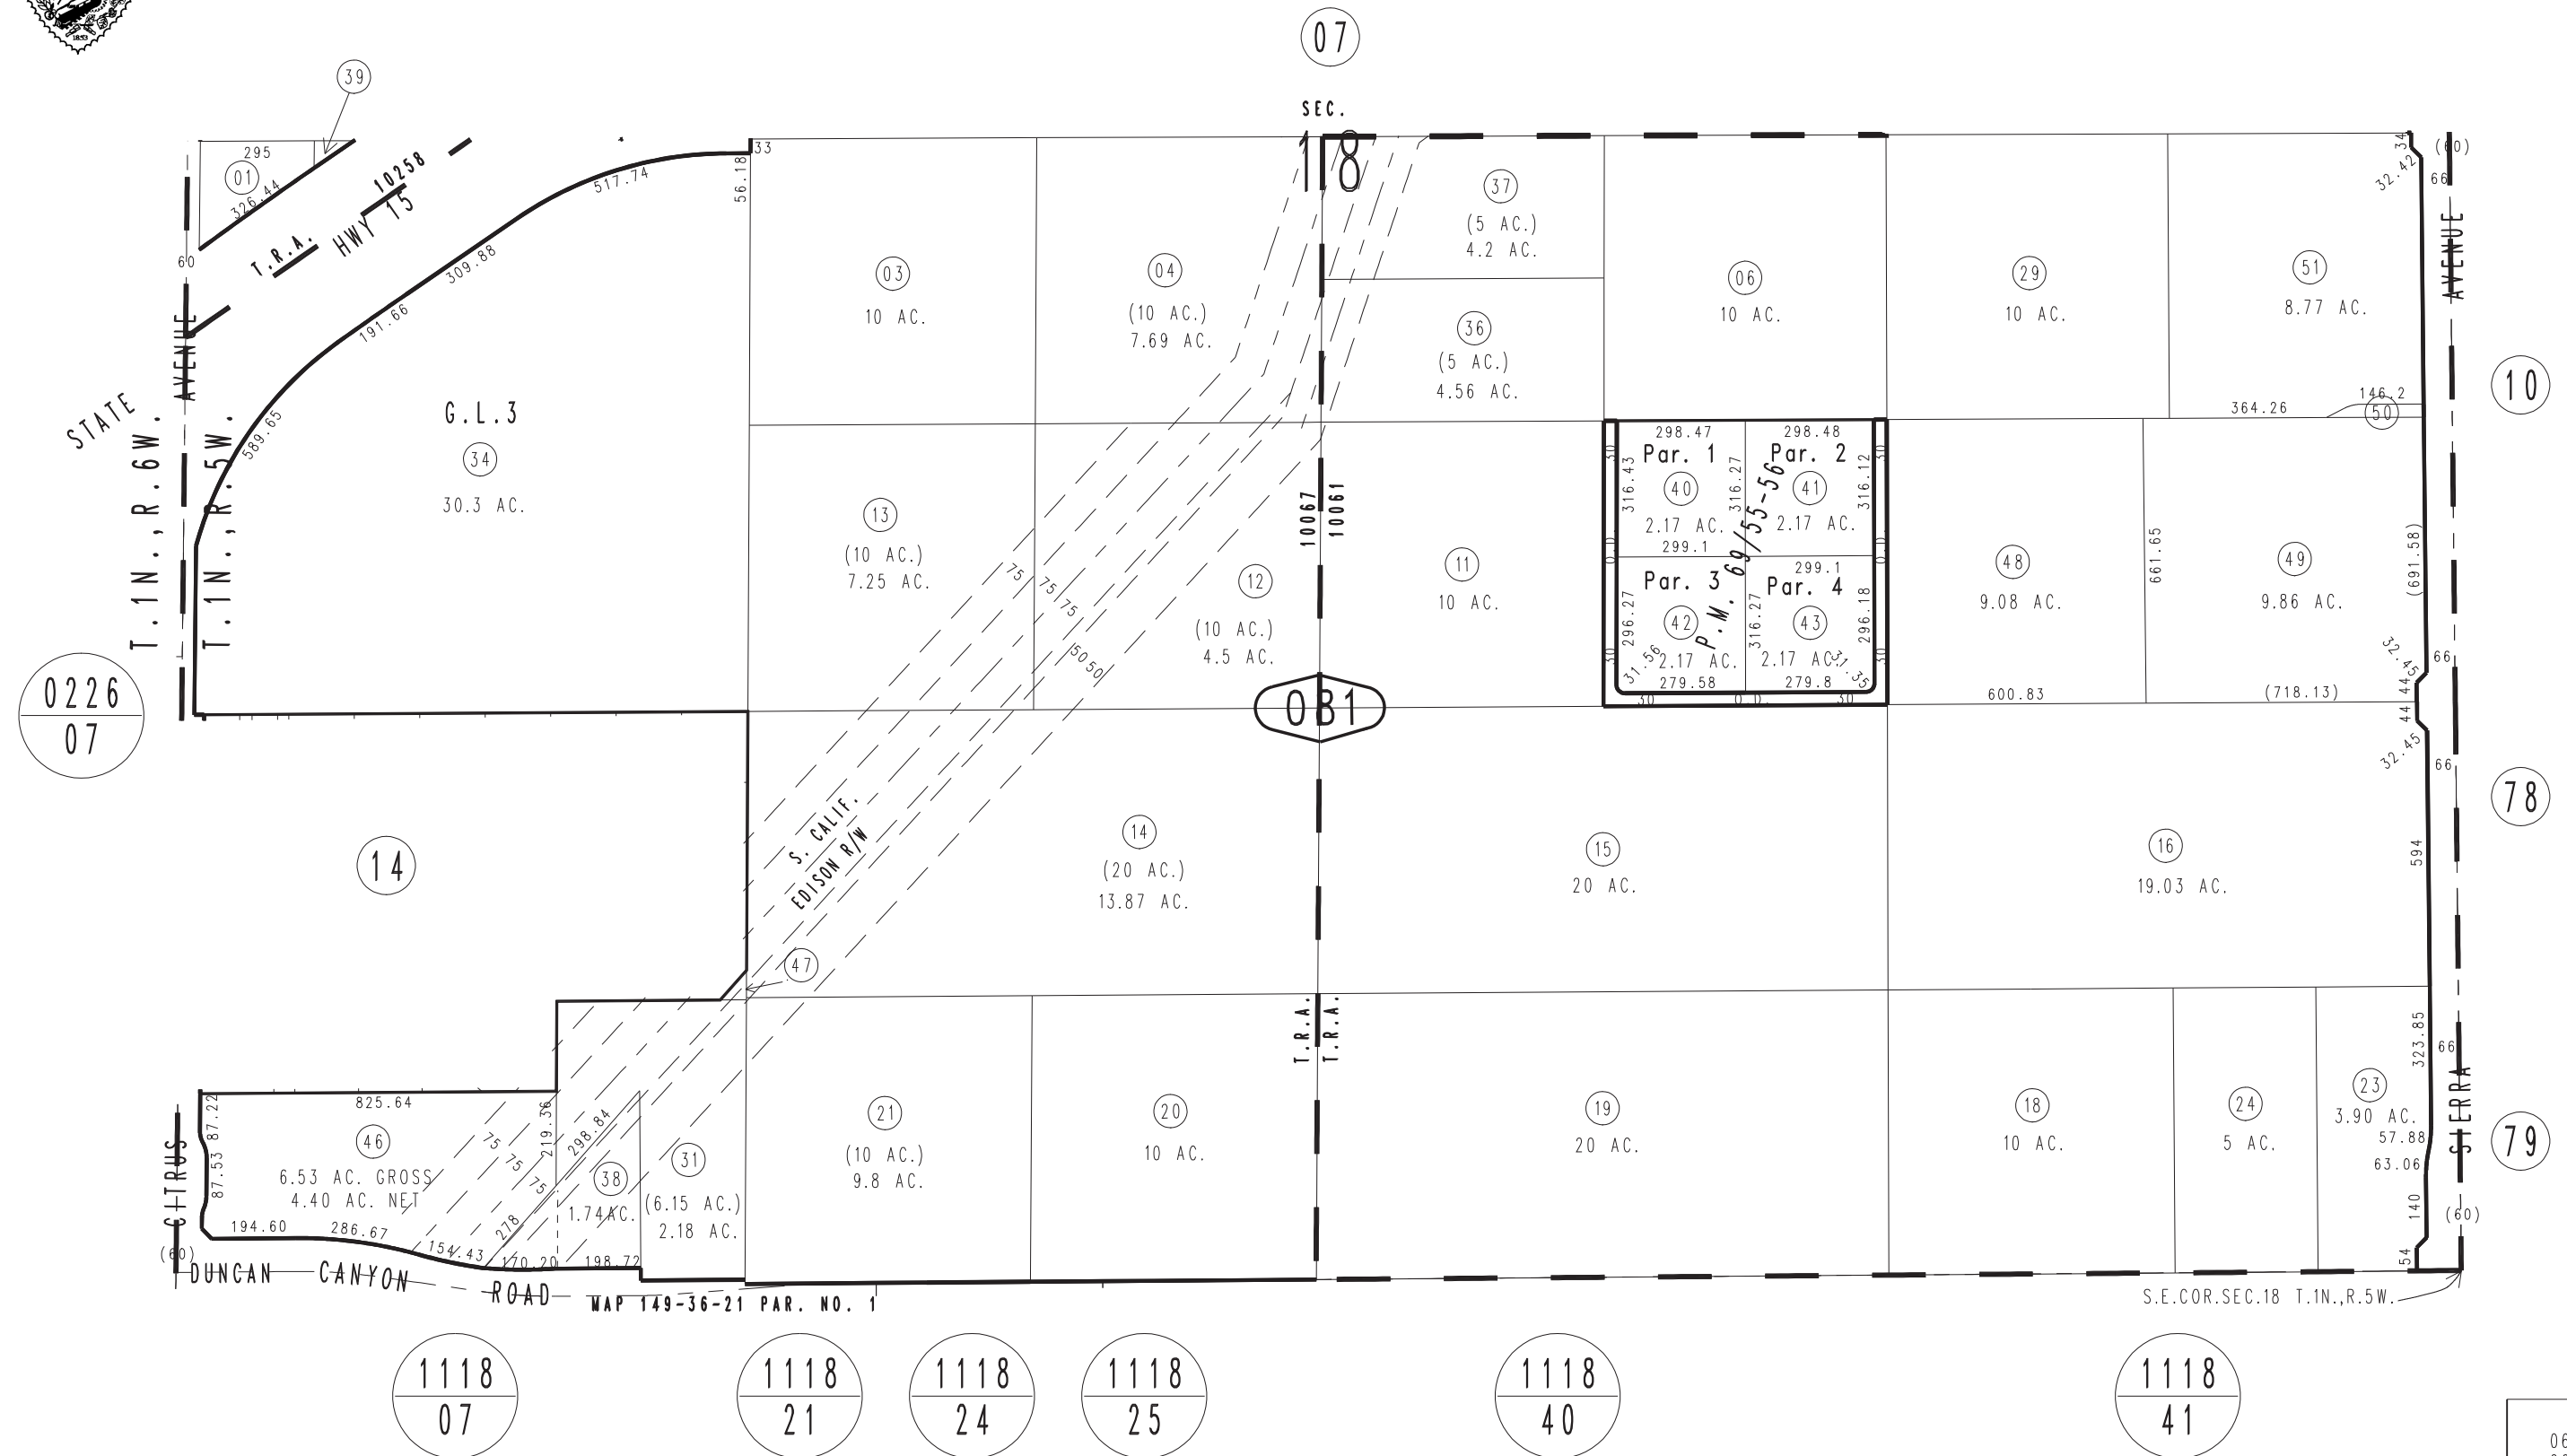 1853
07
39
SEC.
18
295
01
326.44
10258
T.R.A.
HWY 15
STATE
517.74
56.18
33
309.88
191.66
589.65
60
AVENUE
T.1N.,R.6W.
T.1N.,R.5W.
G.L.3
34
30.3 AC.
03
10 AC.
04
(10 AC.)
7.69 AC.
37
(5 AC.)
4.2 AC.
36
(5 AC.)
4.56 AC.
06
10 AC.
29
10 AC.
51
8.77 AC.
34
32.42
(60)
66
AVENUE
10
146.2
364.26
50
13
(10 AC.)
7.25 AC.
75
75
75
50
50
12
(10 AC.)
4.5 AC.
10067
10061
11
10 AC.
298.47
298.48
Par. 1
Par. 2
316.43
316.27
316.12
40
41
2.17 AC.
2.17 AC.
299.1
299.1
P.M. 69/55-56
Par. 3
Par. 4
296.27
316.27
296.18
42
43
2.17 AC.
2.17 AC.
31.56
31.35
279.58
279.8
30
30
30
30
30
30
48
9.08 AC.
661.65
49
9.86 AC.
(691.58)
600.83
(718.13)
32.45
44
44
32.45
66
66
0226
07
081
78
14
S. CALIF.
EDISON R/W
47
14
(20 AC.)
13.87 AC.
15
20 AC.
16
19.03 AC.
594
T.R.A.
T.R.A.
825.64
87.22
87.53
46
6.53 AC. GROSS
4.40 AC. NET
194.60
286.67
154.43
170.20
198.72
75
75
75
219.36
298.84
278
38
1.74AC.
31
(6.15 AC.)
2.18 AC.
21
(10 AC.)
9.8 AC.
20
10 AC.
19
20 AC.
18
10 AC.
24
5 AC.
23
3.90 AC.
323.85
57.88
63.06
140
54
66
(60)
SIERRA
79
CITRUS
(60)
DUNCAN CANYON ROAD
MAP 149-36-21 PAR. NO. 1
S.E.COR.SEC.18 T.1N.,R.5W.
1118
07
1118
21
1118
24
1118
25
1118
40
1118
41